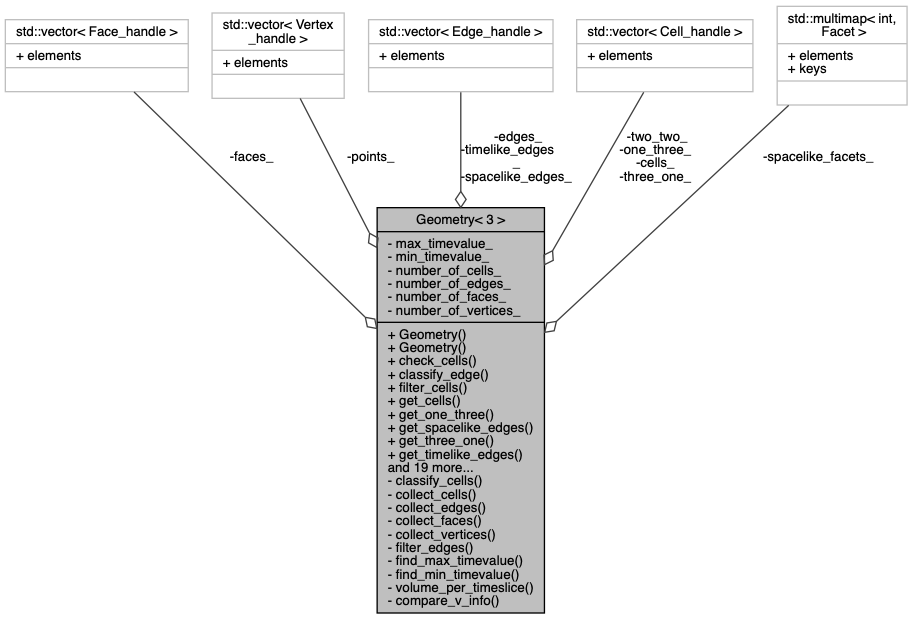 std::vector< Face_handle >
+ elements
std::vector< Vertex
_handle >
+ elements
std::vector< Edge_handle >
+ elements
std::vector< Cell_handle >
+ elements
std::multimap< int,
Facet >
+ elements
+ keys
-faces_
-points_
-edges_
-timelike_edges
_
-spacelike_edges_
-two_two_
-one_three_
-cells_
-three_one_
-spacelike_facets_
Geometry< 3 >
- max_timevalue_
- min_timevalue_
- number_of_cells_
- number_of_edges_
- number_of_faces_
- number_of_vertices_
+ Geometry()
+ Geometry()
+ check_cells()
+ classify_edge()
+ filter_cells()
+ get_cells()
+ get_one_three()
+ get_spacelike_edges()
+ get_three_one()
+ get_timelike_edges()
and 19 more...
- classify_cells()
- collect_cells()
- collect_edges()
- collect_faces()
- collect_vertices()
- filter_edges()
- find_max_timevalue()
- find_min_timevalue()
- volume_per_timeslice()
- compare_v_info()